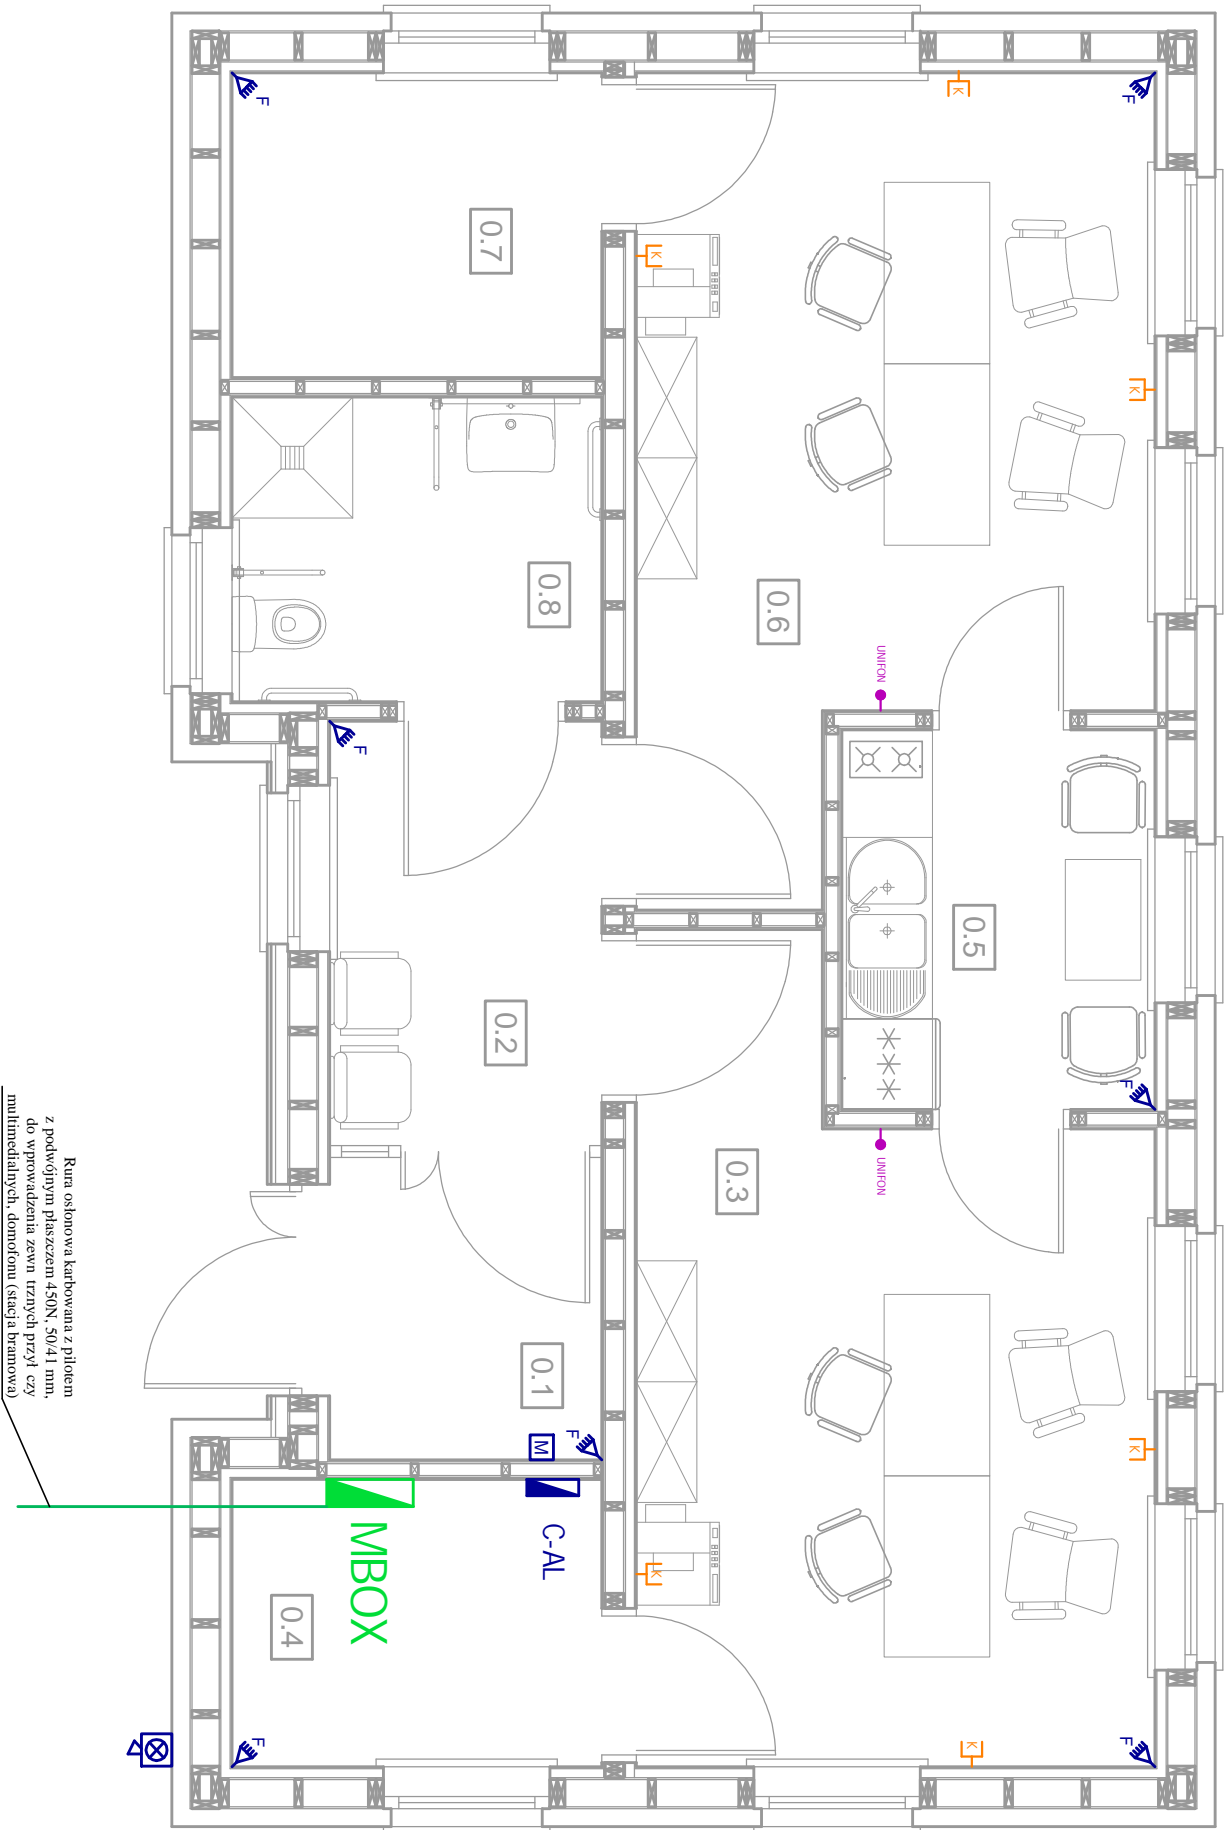 F
K
F
0.7
K
K
0.8
0.6
UNIFON
F
0.5
0.2
F
0.3
UNIFON
0.1
M
F
K
C-AL
MBOX
K
0.4
F
K
F
Rura osłonowa karbowana z pilotem
z podwójnym płaszczem 450N, 50/41 mm,
do wprowadzenia zewn trznych przył czy
multimedialnych, domofonu (stacja bramowa)